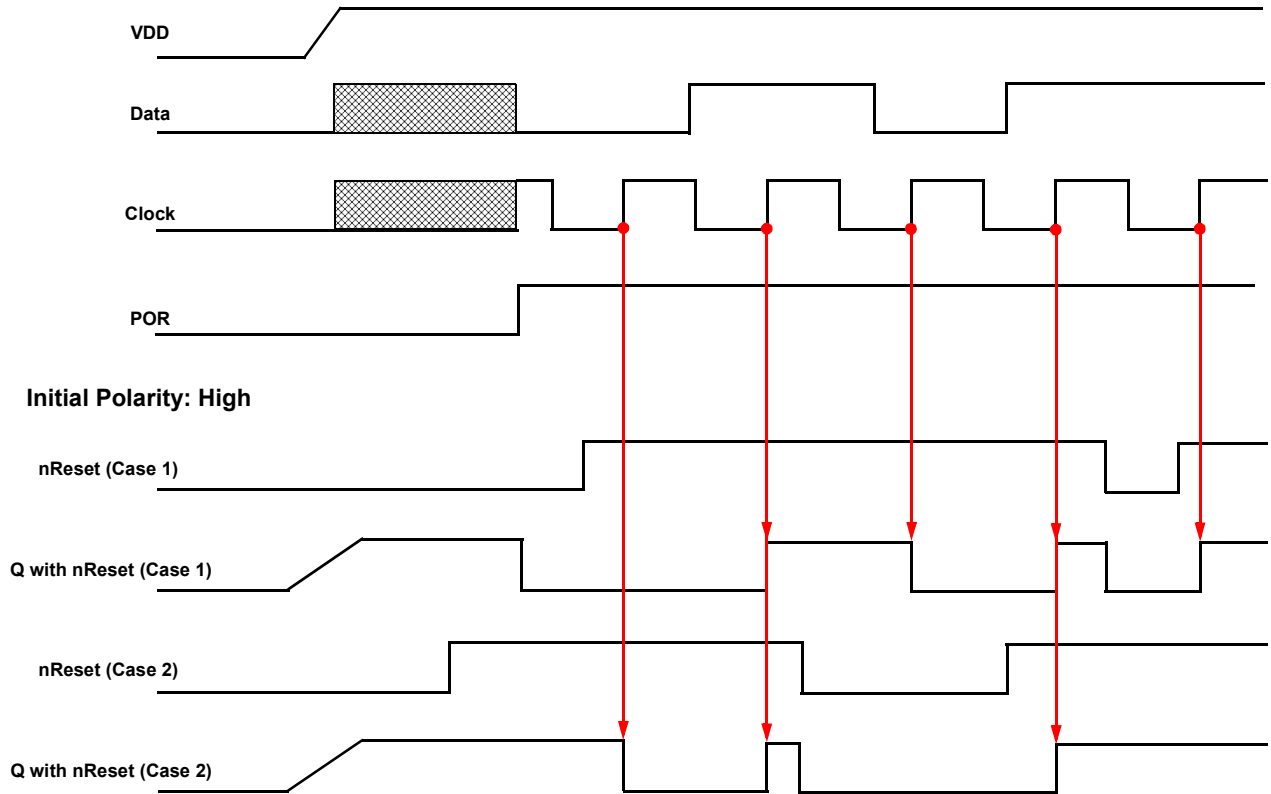 VDD
Data
Clock
POR
Initial Polarity: High
nReset (Case 1)
Q with nReset (Case 1)
nReset (Case 2)
Q with nReset (Case 2)